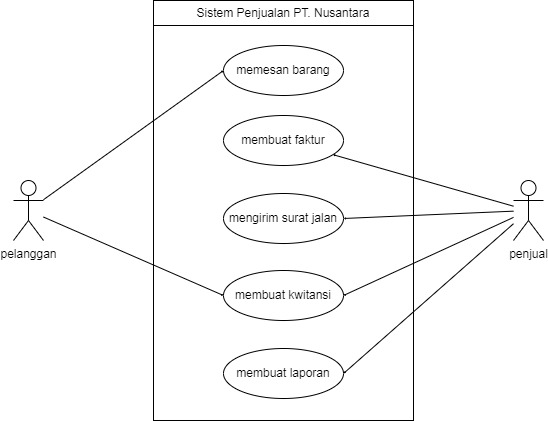 Sistem Penjualan PT. Nusantara
memesan barang
membuat faktur
mengirim surat jalan
pelanggan
penjual
membuat kwitansi
membuat laporan